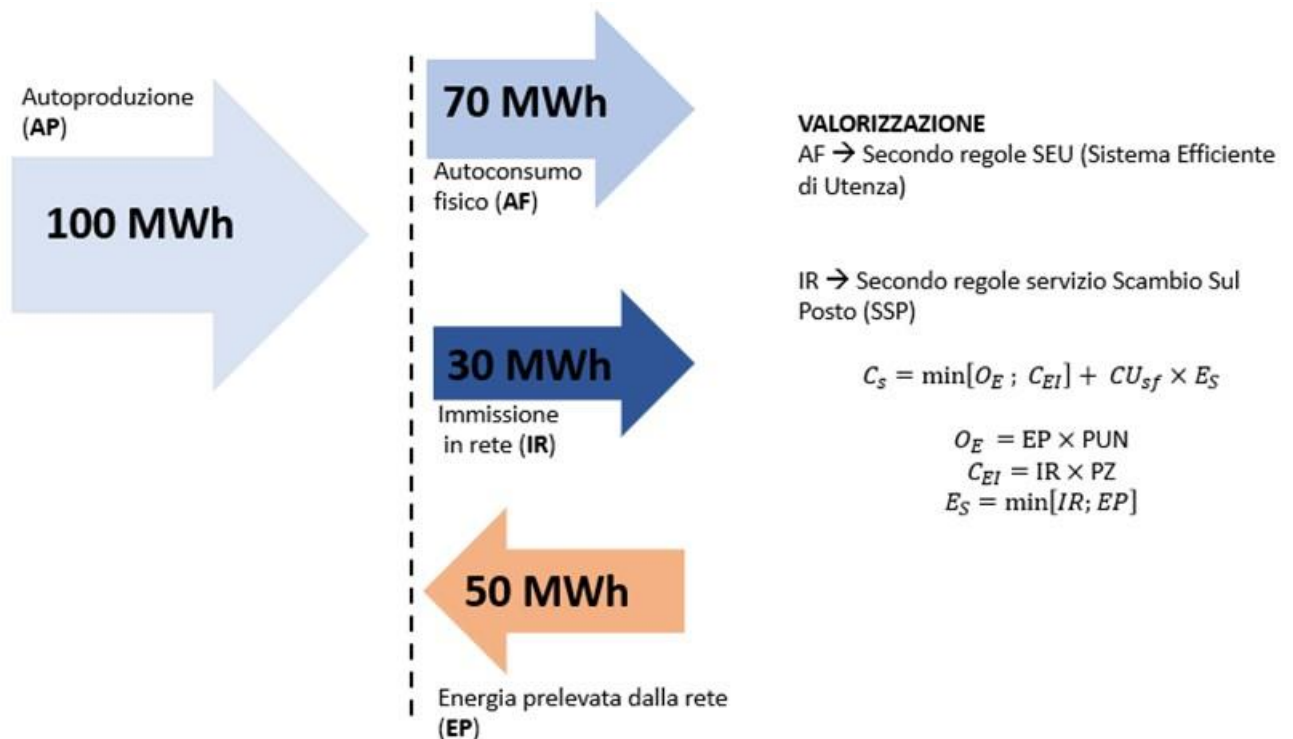 Autoproduzione
(AP)
100 MWh
70 MWh
Autoconsumo
fisico (AF)
30 MWh
Immissione
in rete (IR)
50 MWh
Energia prelevata dalla rete
(EP)
VALORIZZAZIONE
AF → Secondo regole SEU (Sistema Efficiente
di Utenza)
IR → Secondo regole servizio Scambio Sul
Posto (SSP)
C_s = min[O_E ; C_EI] + CU_sf × E_S
O_E = EP × PUN
C_EI = IR × PZ
E_S = min[IR; EP]